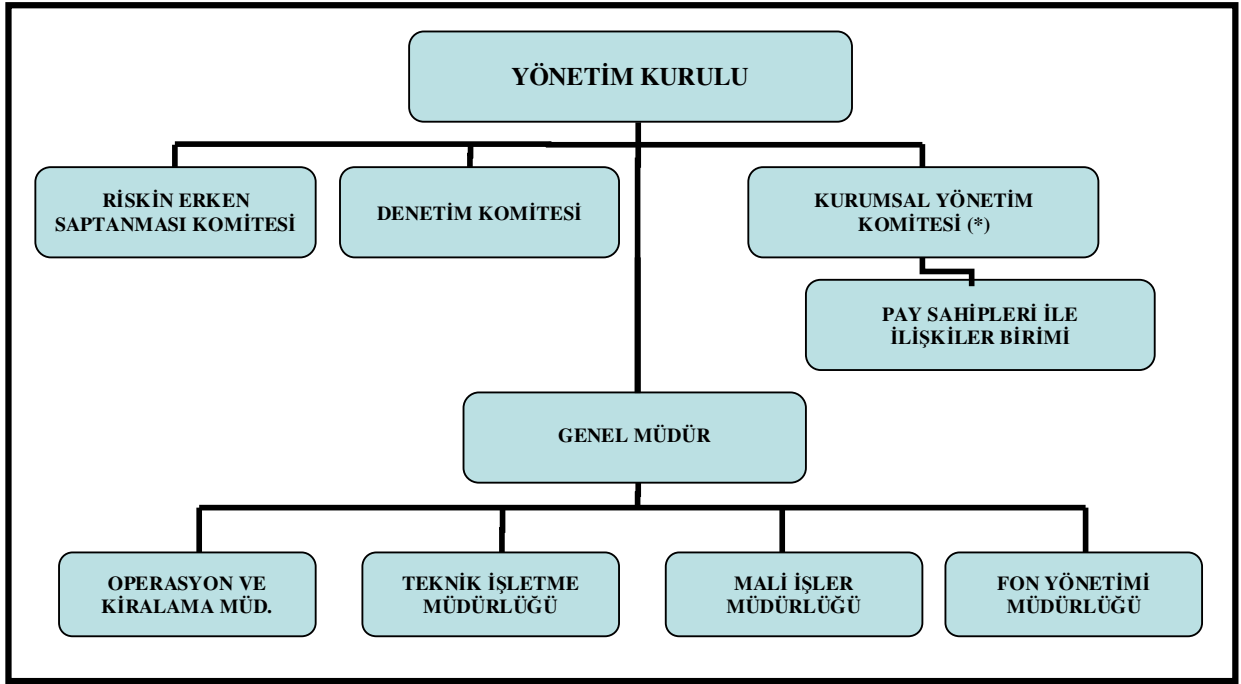 YÖNETİM KURULU
RİSKİN ERKEN
SAPTANMASI KOMİTESİ
DENETİM KOMİTESİ
KURUMSAL YÖNETİM
KOMİTESİ (*)
PAY SAHİPLERİ İLE
İLİŞKİLER BİRİMİ
GENEL MÜDÜR
OPERASYON VE
KİRALAMA MÜD.
TEKNİK İŞLETME
MÜDÜRLÜĞÜ
MALİ İŞLER
MÜDÜRLÜĞÜ
FON YÖNETİMİ
MÜDÜRLÜĞÜ